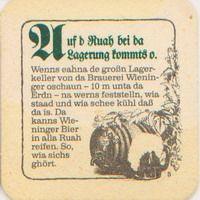 Auf d Ruah bei da
Lagerung kommts o.
Wenns eahna de großn Lager-
keller von da Brauerei Wienin-
ger oschaun - 10 m unta da
Erdn - na werns feststelln, wia
staad und wia schee kühl daß
da is. Da
kanns Wie-
ninger Bier
in alla Ruah
reifen. So,
wia sichs
ghört.